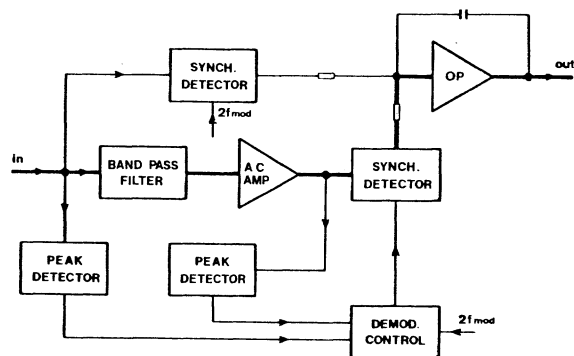 SYNCH.
DETECTOR
2fmod
OP
out
in
BAND PASS
FILTER
A C
AMP
SYNCH.
DETECTOR
PEAK
DETECTOR
PEAK
DETECTOR
DEMOD.
CONTROL
2fmod